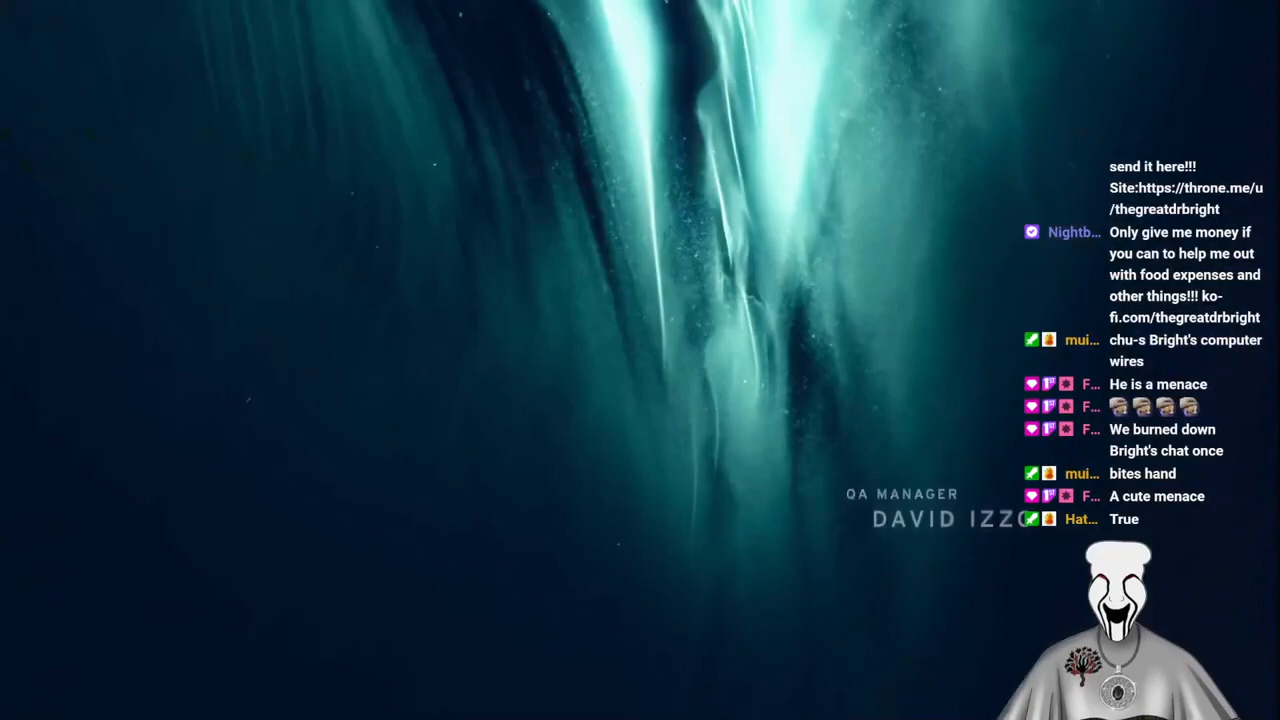 send it here!!!
Site:https://throne.me/u
/thegreatdrbright
Nightb... Only give me money if
you can to help me out
with food expenses and
other things!!! ko-
fi.com/thegreatdrbright
mui... chu-s Bright's computer
wires
F... He is a menace
F...
F... We burned down
Bright's chat once
mui... bites hand
F... A cute menace
Hat... True
QA MANAGER
DAVID IZZO